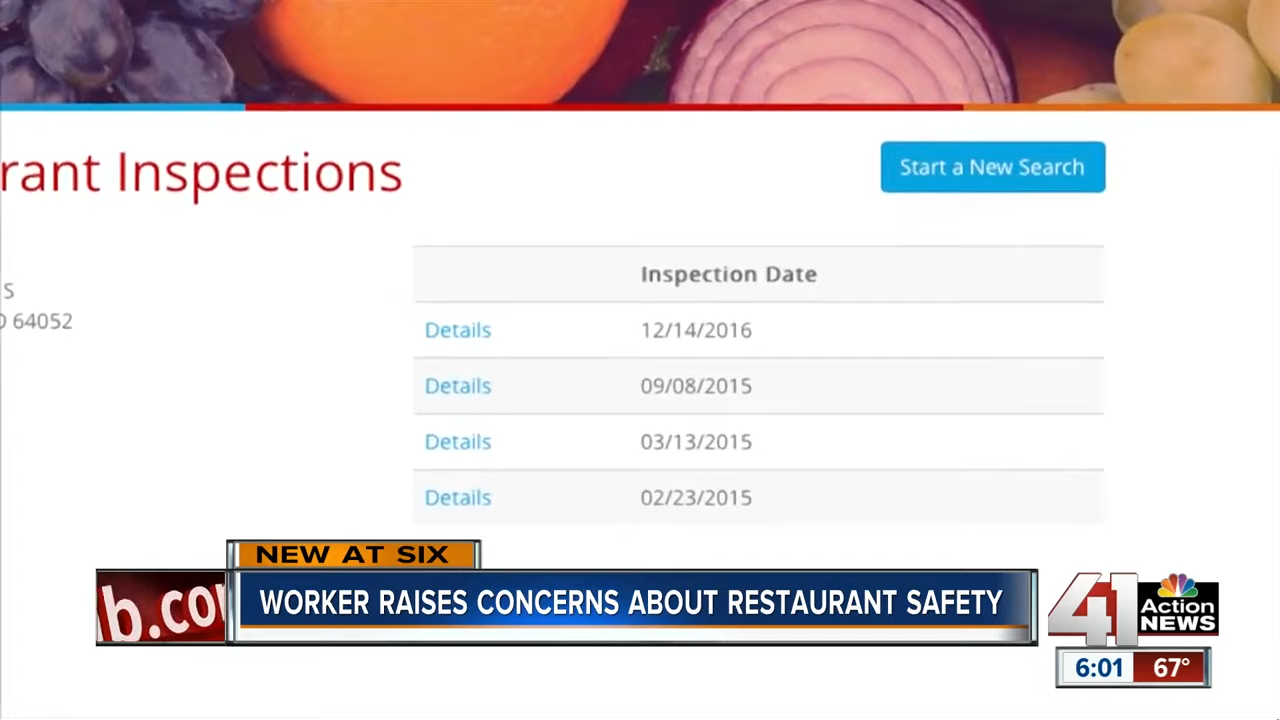 rant Inspections
Start a New Search
Inspection Date
S
64052
Details 12/14/2016
Details 09/08/2015
Details 03/13/2015
Details 02/23/2015
NEW AT SIX
b.co
WORKER RAISES CONCERNS ABOUT RESTAURANT SAFETY
41
Action
NEWS
6:01 67°